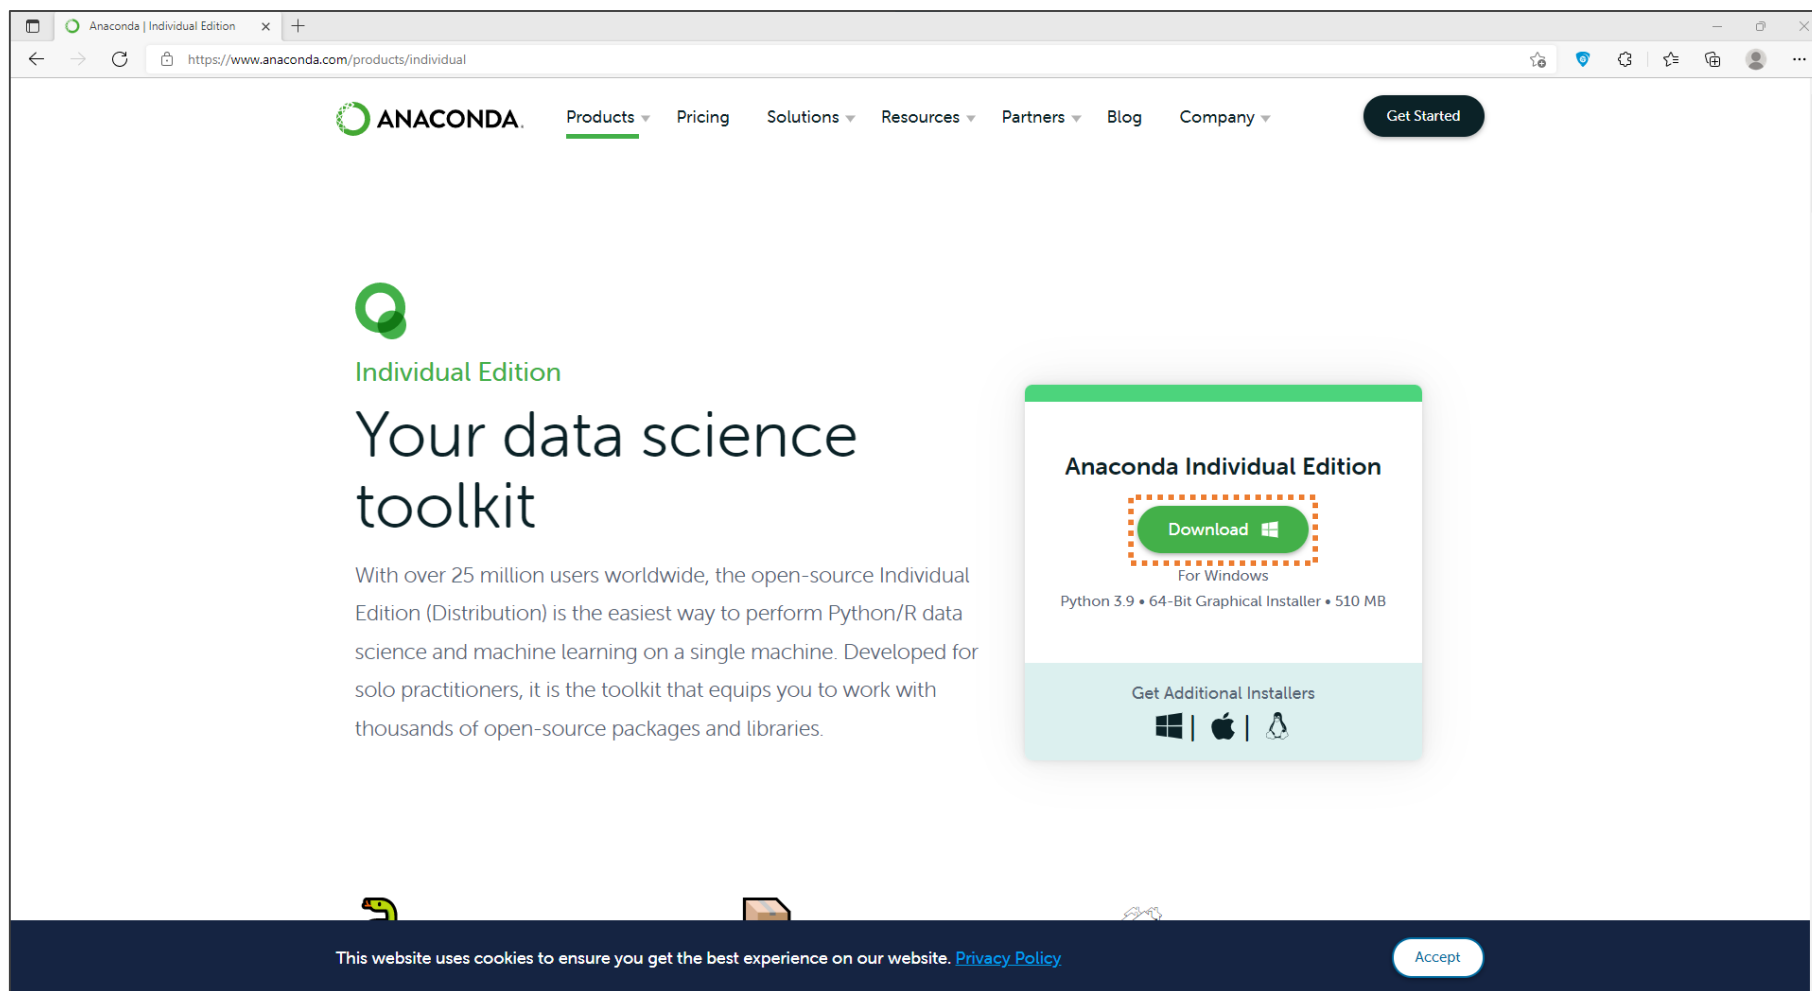 Anaconda | Individual Edition
https://www.anaconda.com/products/individual
ANACONDA.
Products
Pricing
Solutions
Resources
Partners
Blog
Company
Get Started
Individual Edition
Your data science
toolkit
With over 25 million users worldwide, the open-source Individual
Edition (Distribution) is the easiest way to perform Python/R data
science and machine learning on a single machine. Developed for
solo practitioners, it is the toolkit that equips you to work with
thousands of open-source packages and libraries.
Anaconda Individual Edition
Download
For Windows
Python 3.9 • 64-Bit Graphical Installer • 510 MB
Get Additional Installers
This website uses cookies to ensure you get the best experience on our website. Privacy Policy
Accept